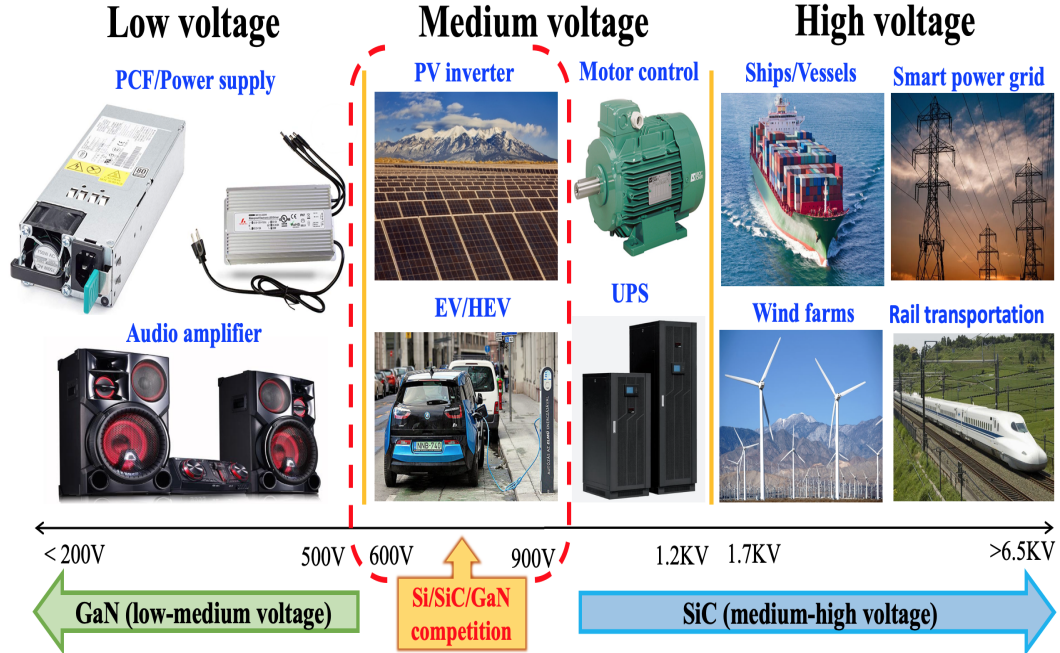 Low voltage
Medium voltage
High voltage
PCF/Power supply
PV inverter
Motor control
Ships/Vessels
Smart power grid
Audio amplifier
EV/HEV
UPS
Wind farms
Rail transportation
< 200V
500V
600V
900V
1.2KV
1.7KV
>6.5KV
GaN (low-medium voltage)
Si/SiC/GaN
competition
SiC (medium-high voltage)